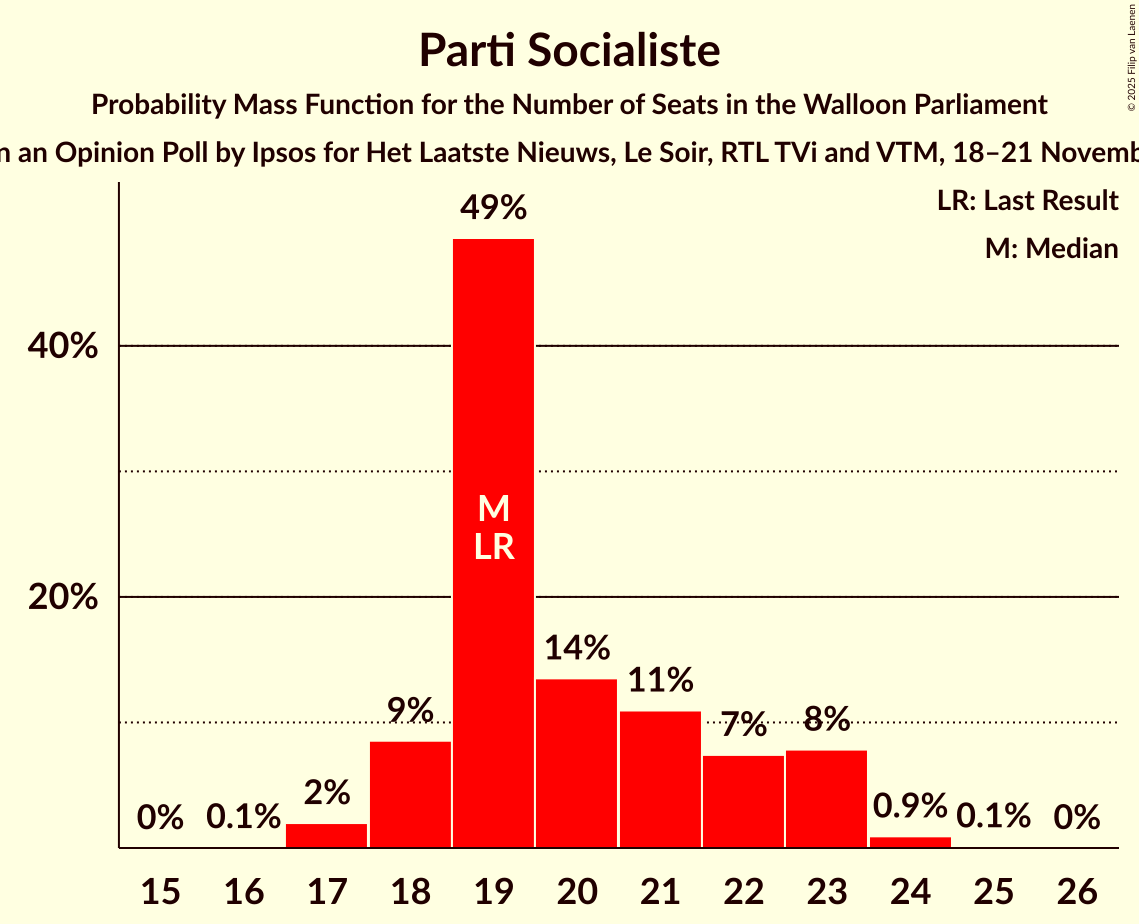 © 2025 Filip van Laenen
Parti Socialiste
Probability Mass Function for the Number of Seats in the Walloon Parliament
an Opinion Poll by Ipsos for Het Laatste Nieuws, Le Soir, RTL TVi and VTM, 18–21
LR: Last Result
M: Median
49%
40%
M
LR
20%
14%
11%
9%
7%
8%
2%
0%
0.1%
0.9%
0.1%
0%
15 16 17 18 19 20 21 22 23 24 25 26